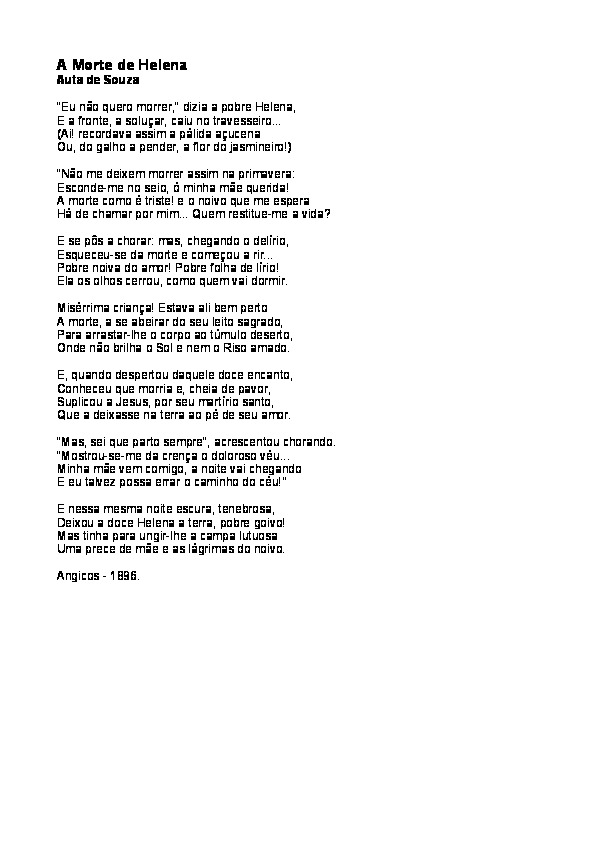 A Morte de Helena
Auta de Souza
"Eu não quero morrer," dizia a pobre Helena,
E a fronte, a soluçar, caiu no travesseiro...
(Ai! recordava assim a pálida açucena
Ou, do galho a pender, a flor do jasmineiro!)
"Não me deixem morrer assim na primavera:
Esconde-me no seio, ó minha mãe querida!
A morte como é triste! e o noivo que me espera
Há de chamar por mim... Quem restitue-me a vida?
E se pôs a chorar: mas, chegando o delírio,
Esqueceu-se da morte e começou a rir...
Pobre noiva do amor! Pobre folha de lírio!
Ela os olhos cerrou, como quem vai dormir.
Misérrima criança! Estava ali bem perto
A morte, a se abeirar do seu leito sagrado,
Para arrastar-lhe o corpo ao túmulo deserto,
Onde não brilha o Sol e nem o Riso amado.
E, quando despertou daquele doce encanto,
Conheceu que morria e, cheia de pavor,
Suplicou a Jesus, por seu martírio santo,
Que a deixasse na terra ao pé de seu amor.
"Mas, sei que parto sempre", acrescentou chorando.
"Mostrou-se-me da crença o doloroso véu...
Minha mãe vem comigo, a noite vai chegando
E eu talvez possa errar o caminho do céu!"
E nessa mesma noite escura, tenebrosa,
Deixou a doce Helena a terra, pobre goivo!
Mas tinha para ungir-lhe a campa lutuosa
Uma prece de mãe e as lágrimas do noivo.
Angicos - 1896.